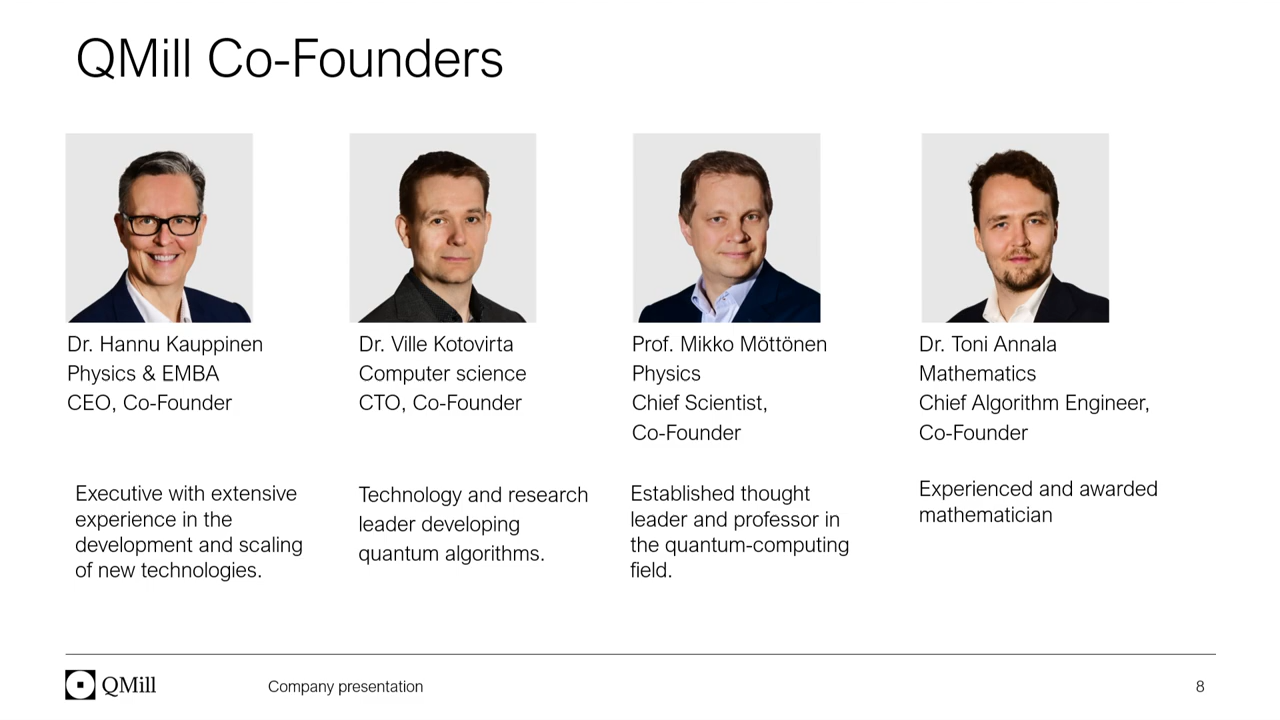 QMill Co-Founders
Dr. Hannu Kauppinen
Physics & EMBA
CEO, Co-Founder
Executive with extensive
experience in the
development and scaling
of new technologies.
Dr. Ville Kotovirta
Computer science
CTO, Co-Founder
Technology and research
leader developing
quantum algorithms.
Prof. Mikko Möttönen
Physics
Chief Scientist,
Co-Founder
Established thought
leader and professor in
the quantum-computing
field.
Dr. Toni Annala
Mathematics
Chief Algorithm Engineer,
Co-Founder
Experienced and awarded
mathematician
QMill
Company presentation
8